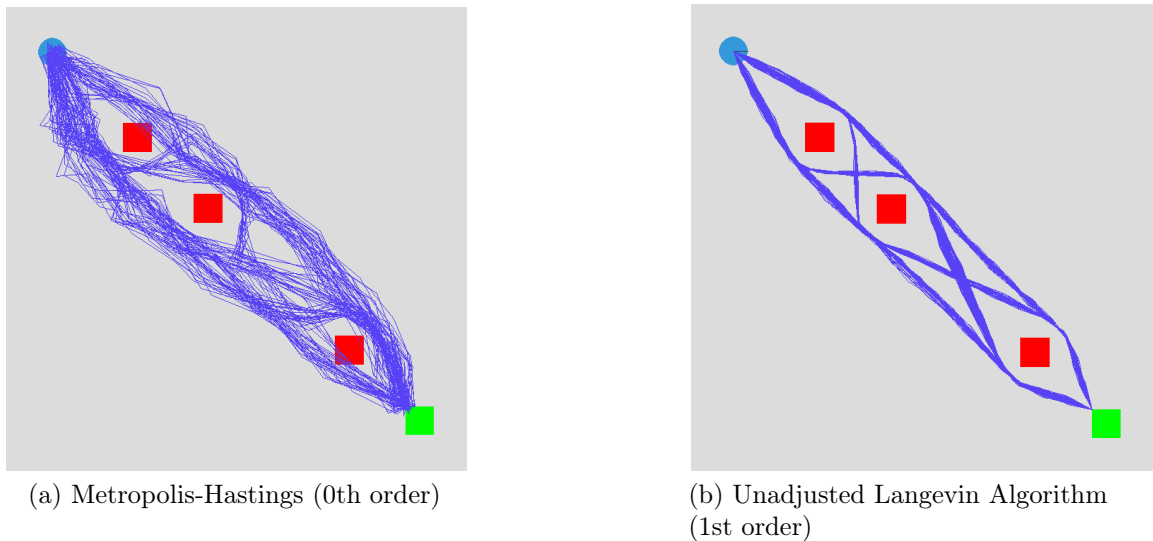 (a) Metropolis-Hastings (0th order)
(b) Unadjusted Langevin Algorithm
(1st order)